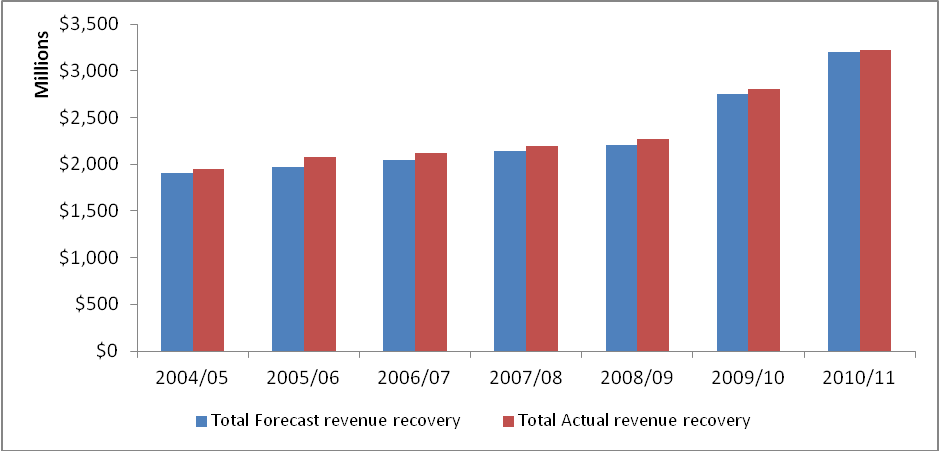 Millions
$3,500
$3,000
$2,500
$2,000
$1,500
$1,000
$500
$0
2004/05 2005/06 2006/07 2007/08 2008/09 2009/10 2010/11
Total Forecast revenue recovery Total Actual revenue recovery